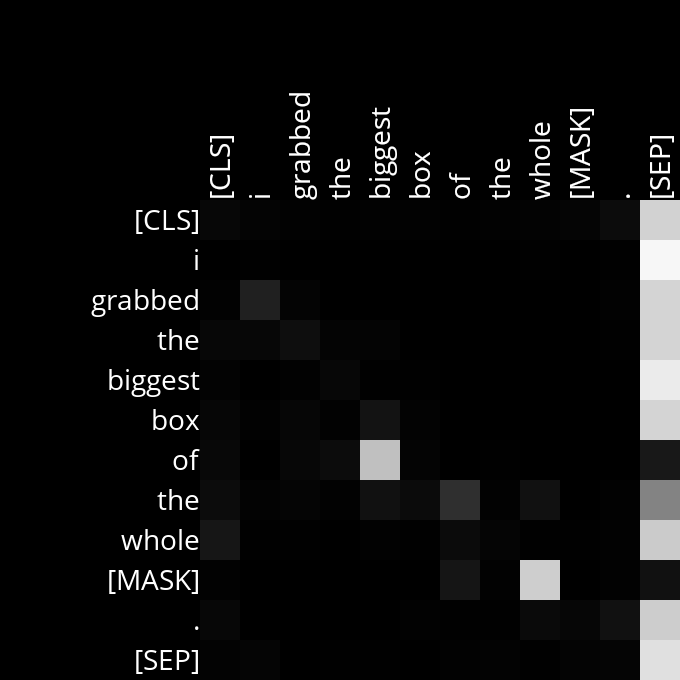 [CLS] i grabbed the biggest box of the whole [MASK] . [SEP]
[CLS]
i
grabbed
the
biggest
box
of
the
whole
[MASK]
.
[SEP]